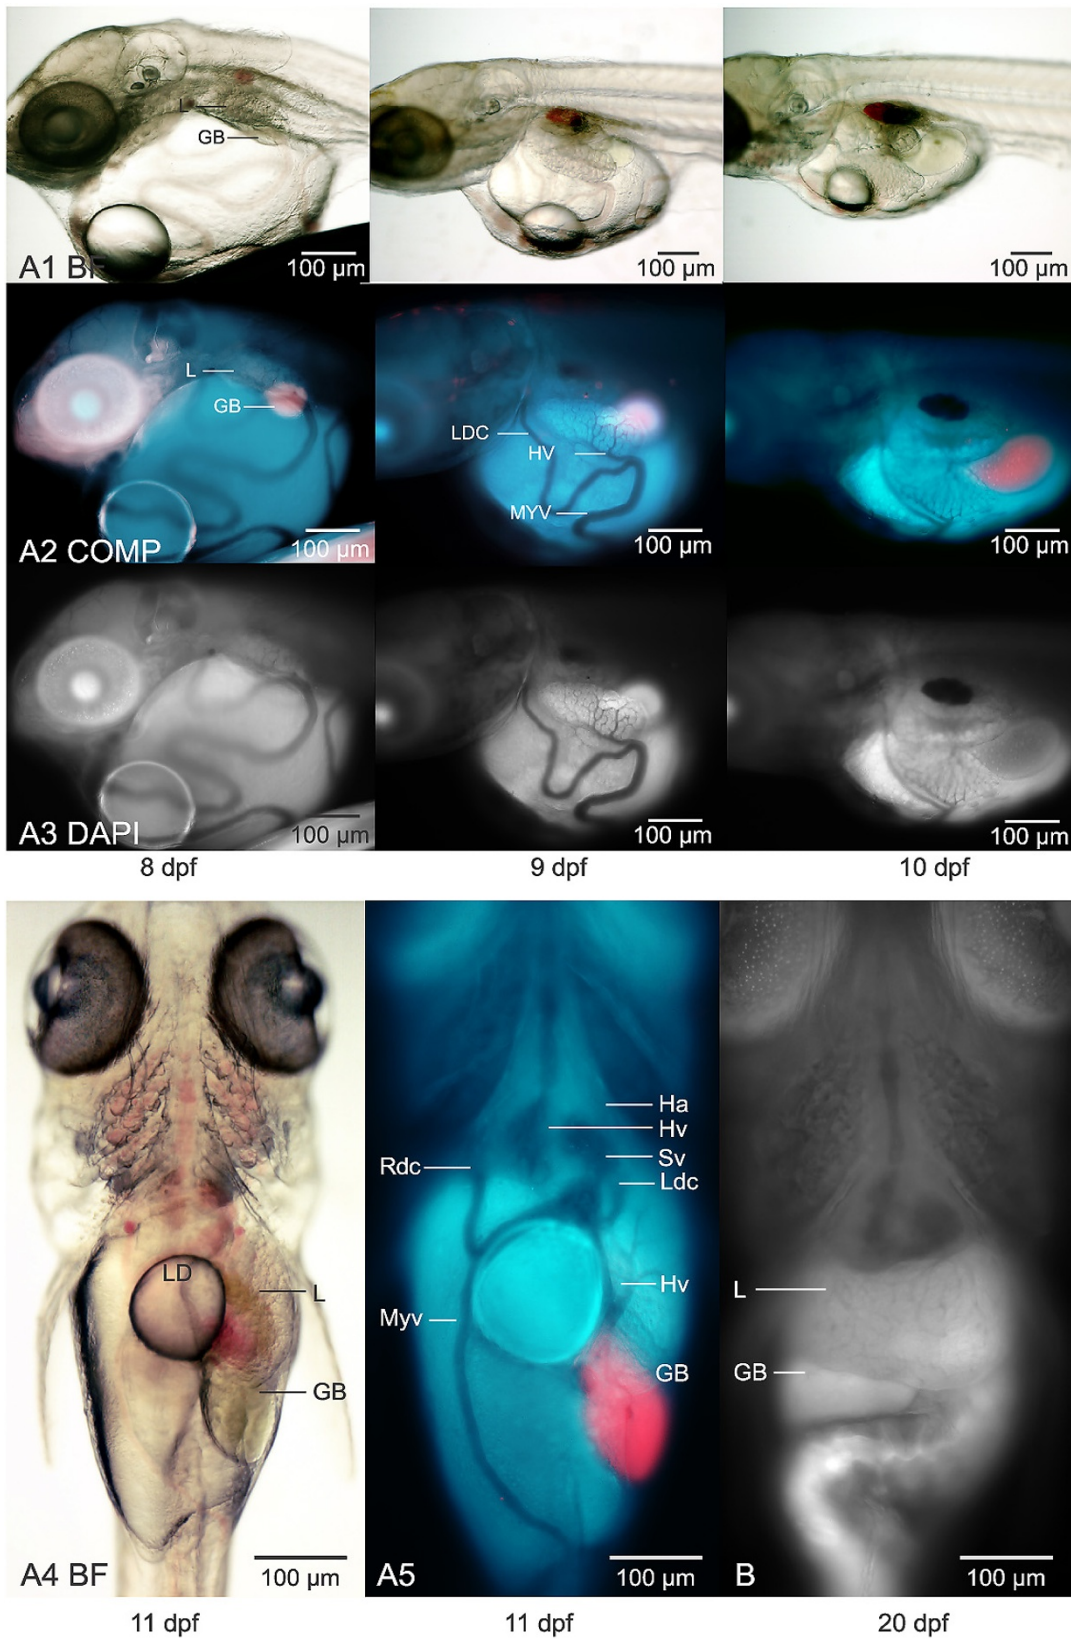 L
GB
A1 BF
100 µm
100 µm
100 µm
L
GB
LDC
HV
MYV
A2 COMP
100 µm
100 µm
100 µm
A3 DAPI
100 µm
100 µm
100 µm
8 dpf
9 dpf
10 dpf
LD
L
GB
A4 BF
100 µm
Ha
Hv
Sv
Rdc
Ldc
Hv
Myv
GB
A5
100 µm
L
GB
B
100 µm
11 dpf
11 dpf
20 dpf